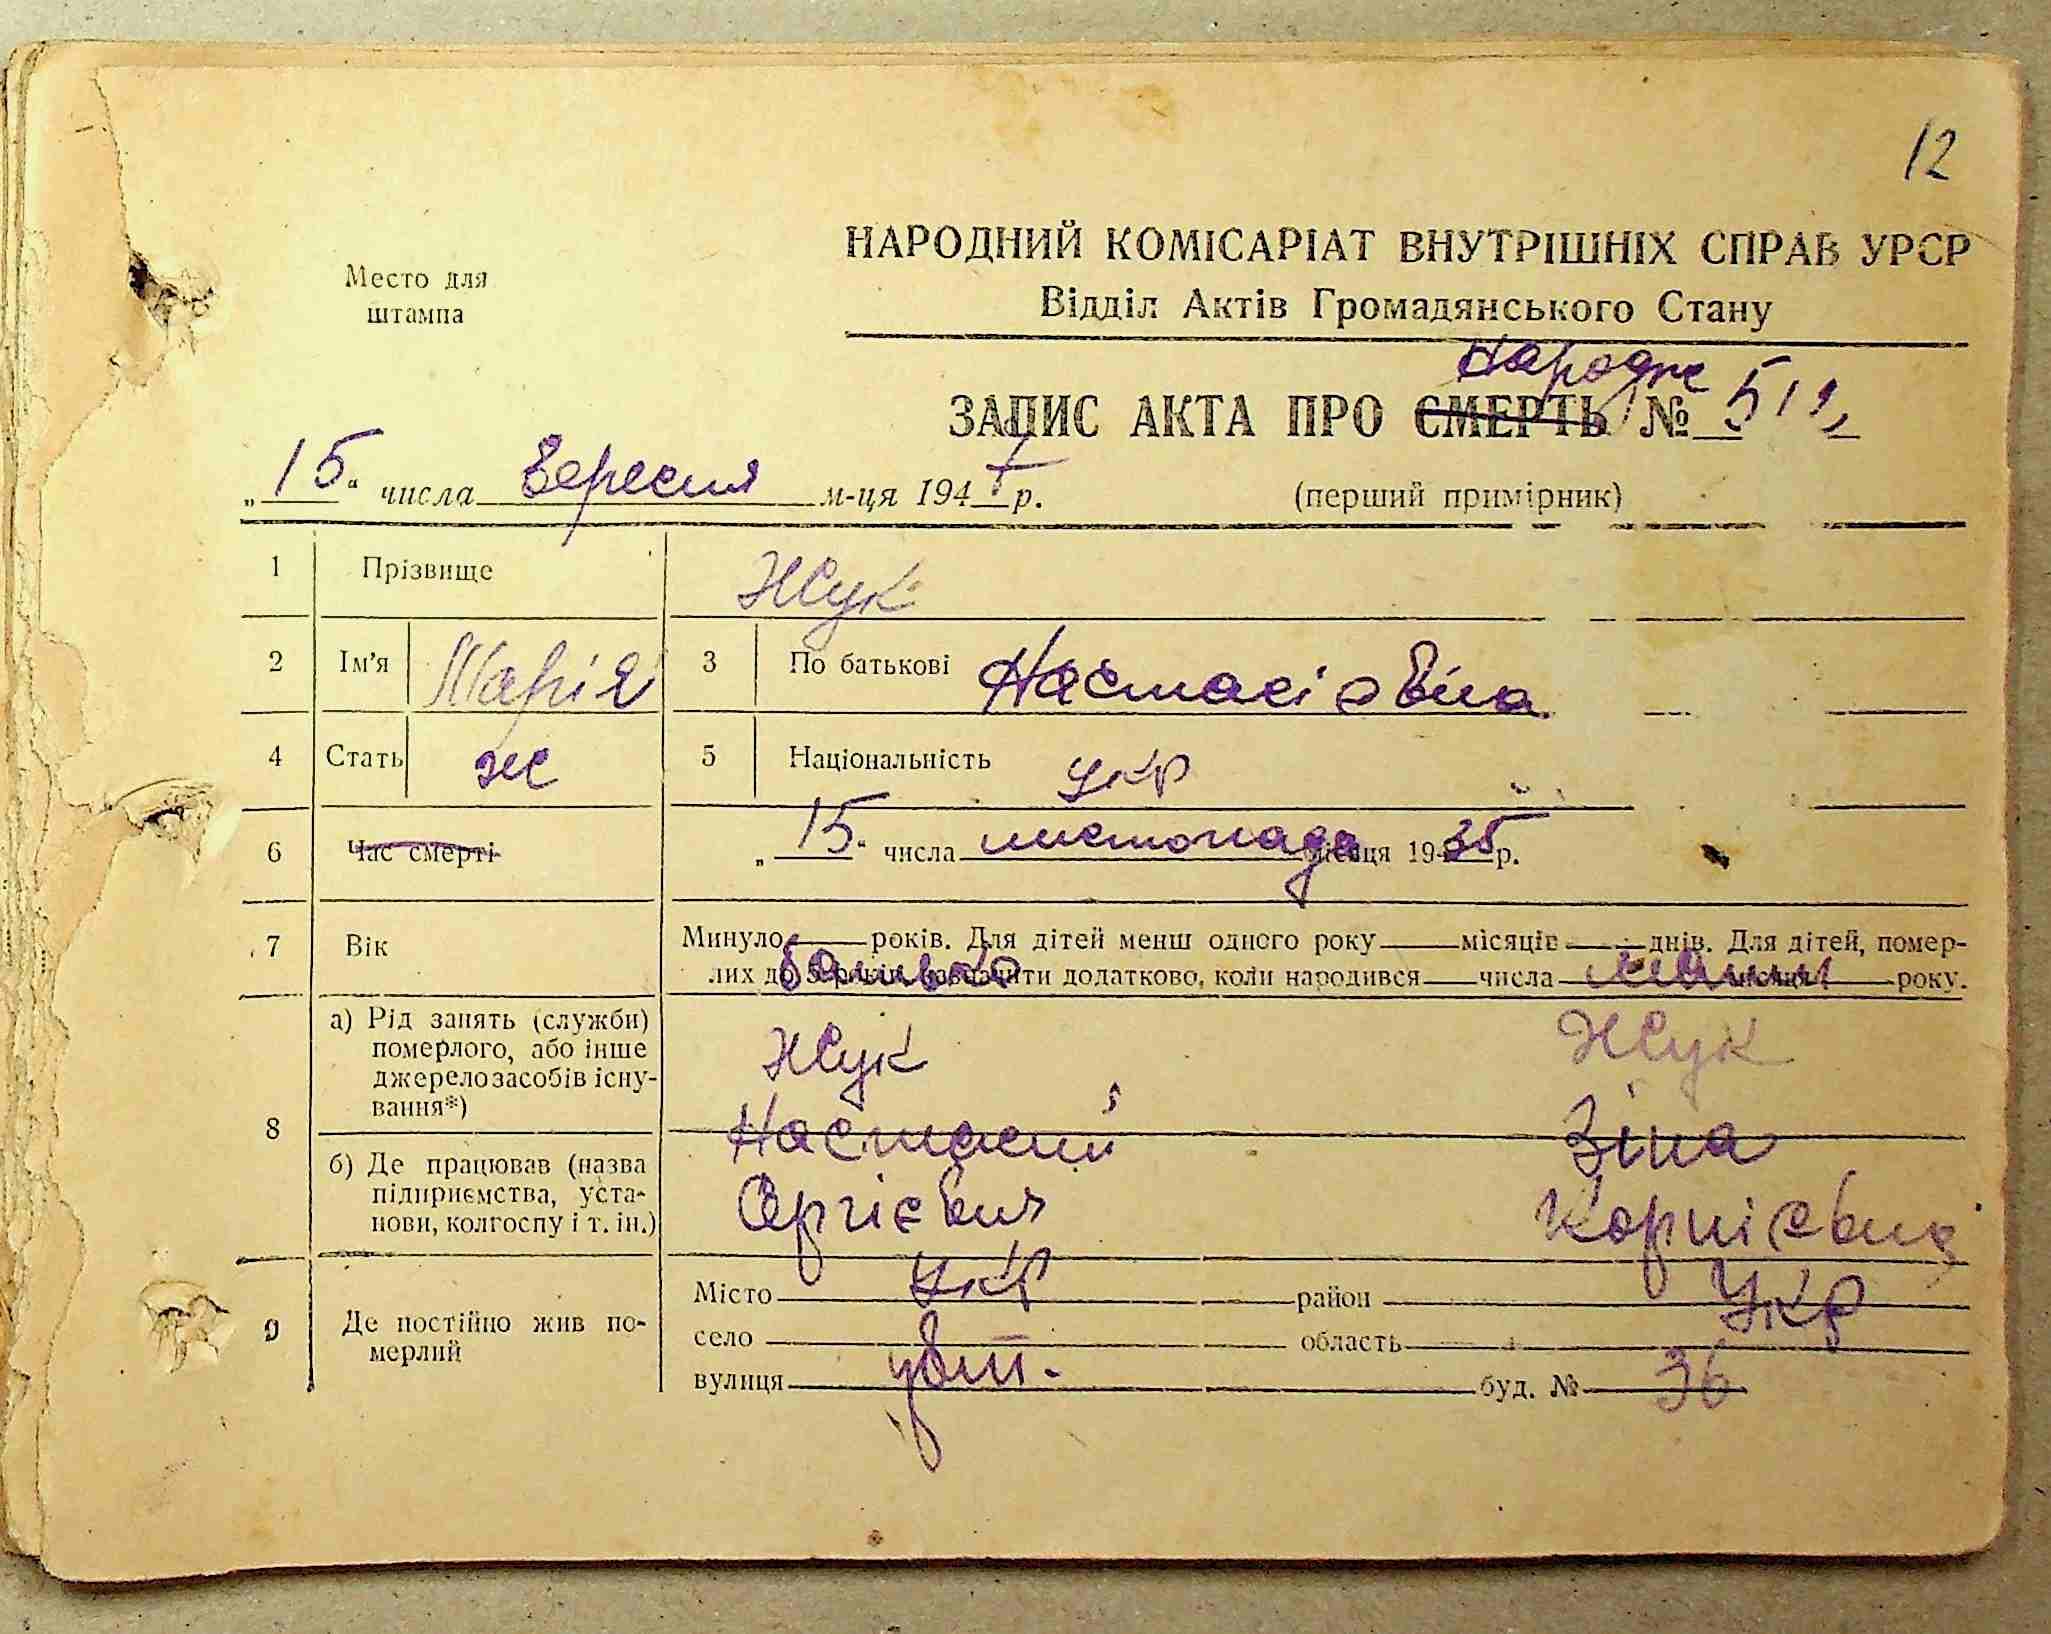 12
Место для
штампа
НАРОДНИЙ КОМІСАРІАТ ВНУТРІШНІХ СПРАВ УРСР
Відділ Актів Громадянського Стану
Народже
ЗАПИС АКТА ПРО СМЕРТЬ № 512
„15“ числа Вересня м-ця 1947 р.
(перший примірник)
1 Прізвище Жук
2 Ім'я Марія 3 По батькові Настасієвна
4 Стать ж 5 Національність укр
6 Час смерті „15“ числа листопада місяця 1935 р.
7 Вік Минуло років. Для дітей менш одного року місяців днів. Для дітей, помер-
лих до 5 років, зазначити додатково, коли народився числа місяця року.
батько мати
8 а) Рід занять (служби)
померлого, або інше
джерело засобів існу-
вання*)
Жук Жук
Настасий Зіна
б) Де працював (назва
підприємства, уста-
нови, колгоспу і т. ін.)
Сргієвич Корнієвна
9 Де постійно жив по-
мерлий
Місто укр район Укр
село область
вулиця буд. № 36